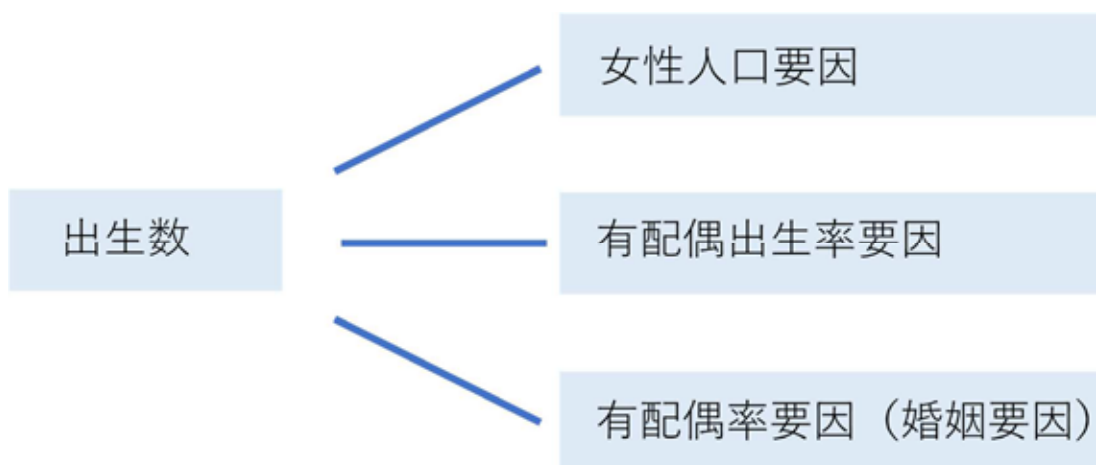 女性人口要因
出生数
有配偶出生率要因
有配偶率要因（婚姻要因）